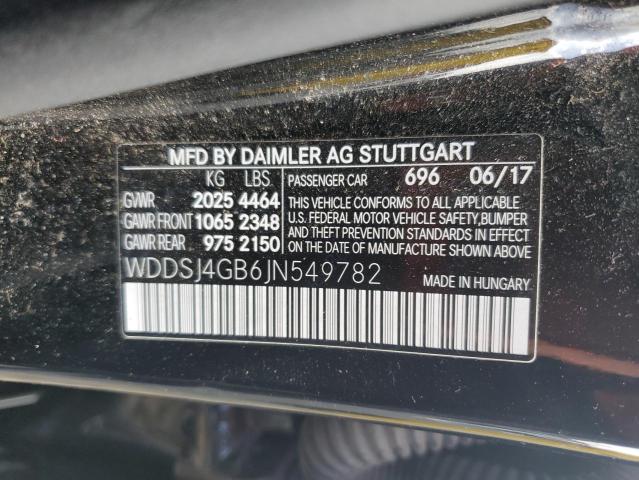 MFD BY DAIMLER AG STUTTGART
KG LBS
GVWR 2025 4464
GAWR FRONT 1065 2348
GAWR REAR 975 2150
PASSENGER CAR 696 06/17
THIS VEHICLE CONFORMS TO ALL APPLICABLE
U.S. FEDERAL MOTOR VEHICLE SAFETY,BUMPER
AND THEFT PREVENTION STANDARDS IN EFFECT
ON THE DATE OF MANUFACTURE SHOWN ABOVE
WDDSJ4GB6JN549782
MADE IN HUNGARY